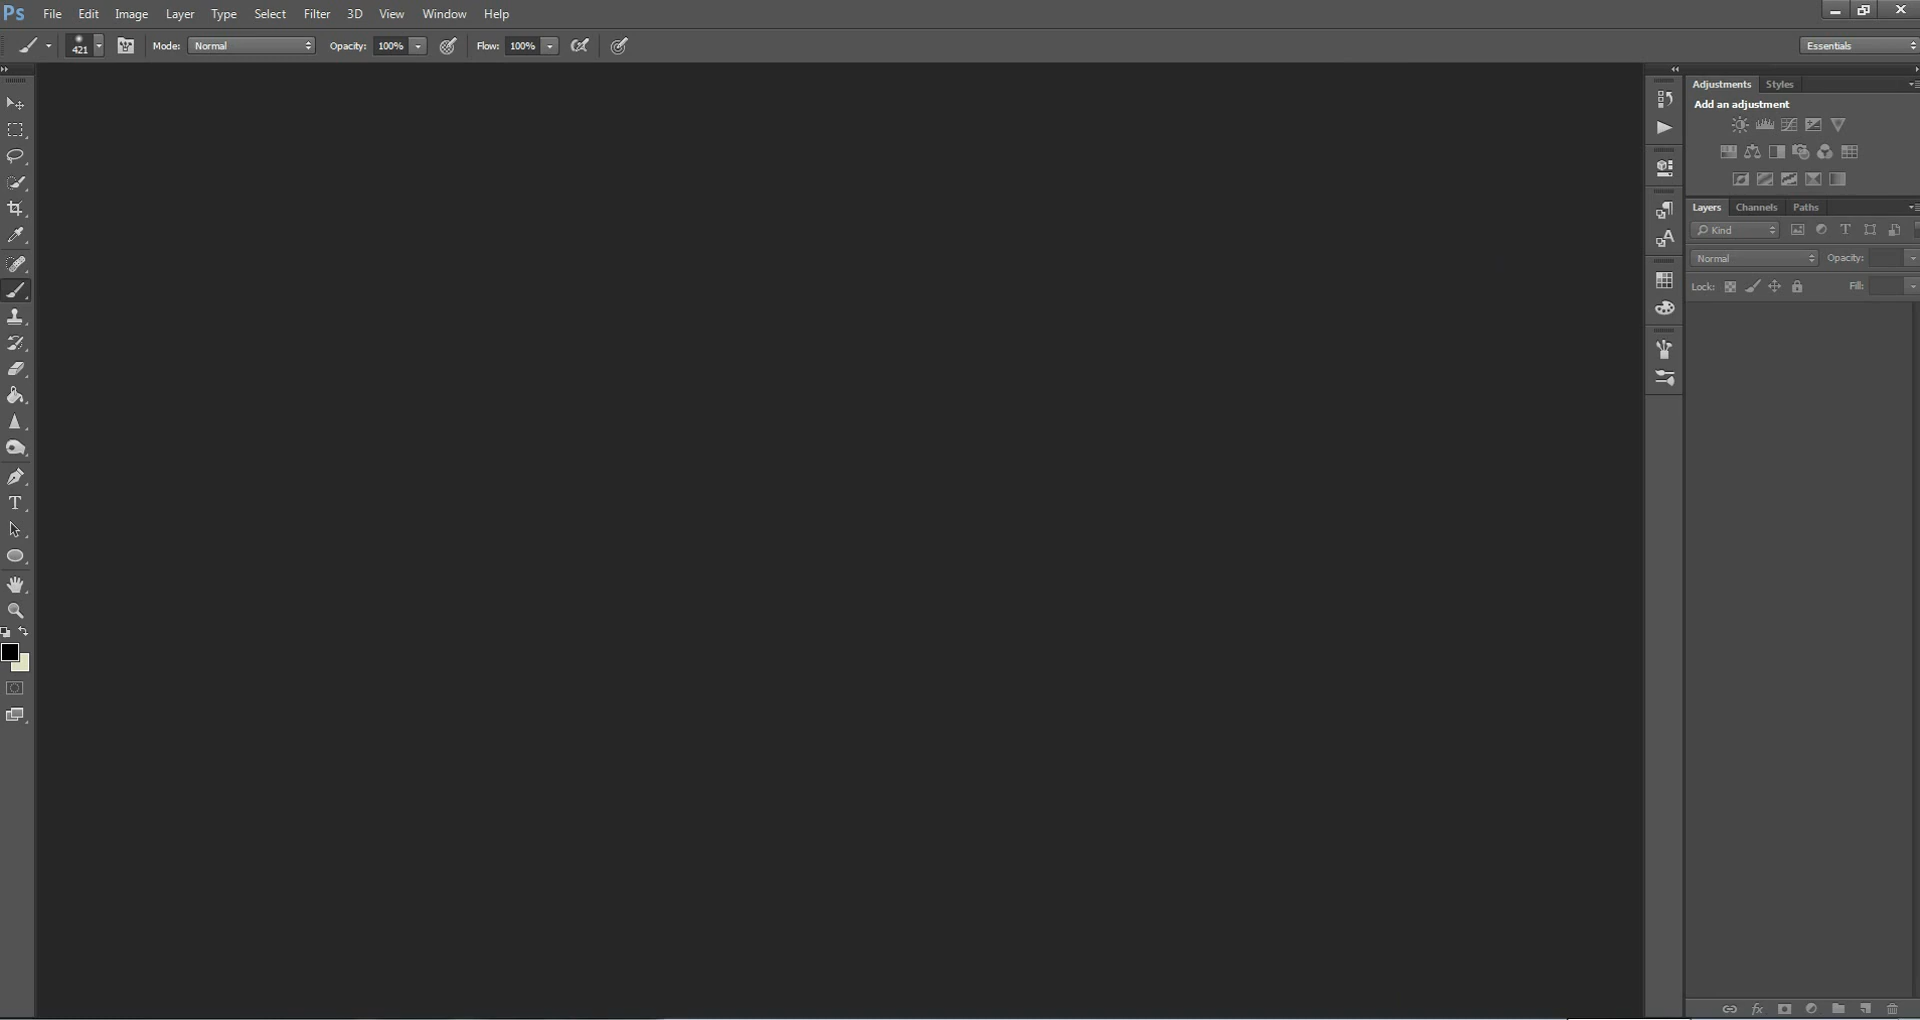 Ps File Edit Image Layer Type Select Filter 3D View Window Help
421 Mode: Normal Opacity: 100% Flow: 100% Essentials
Adjustments Styles
Add an adjustment
Layers Channels Paths
Kind T
Normal Opacity:
Lock: Fill:
T
fx